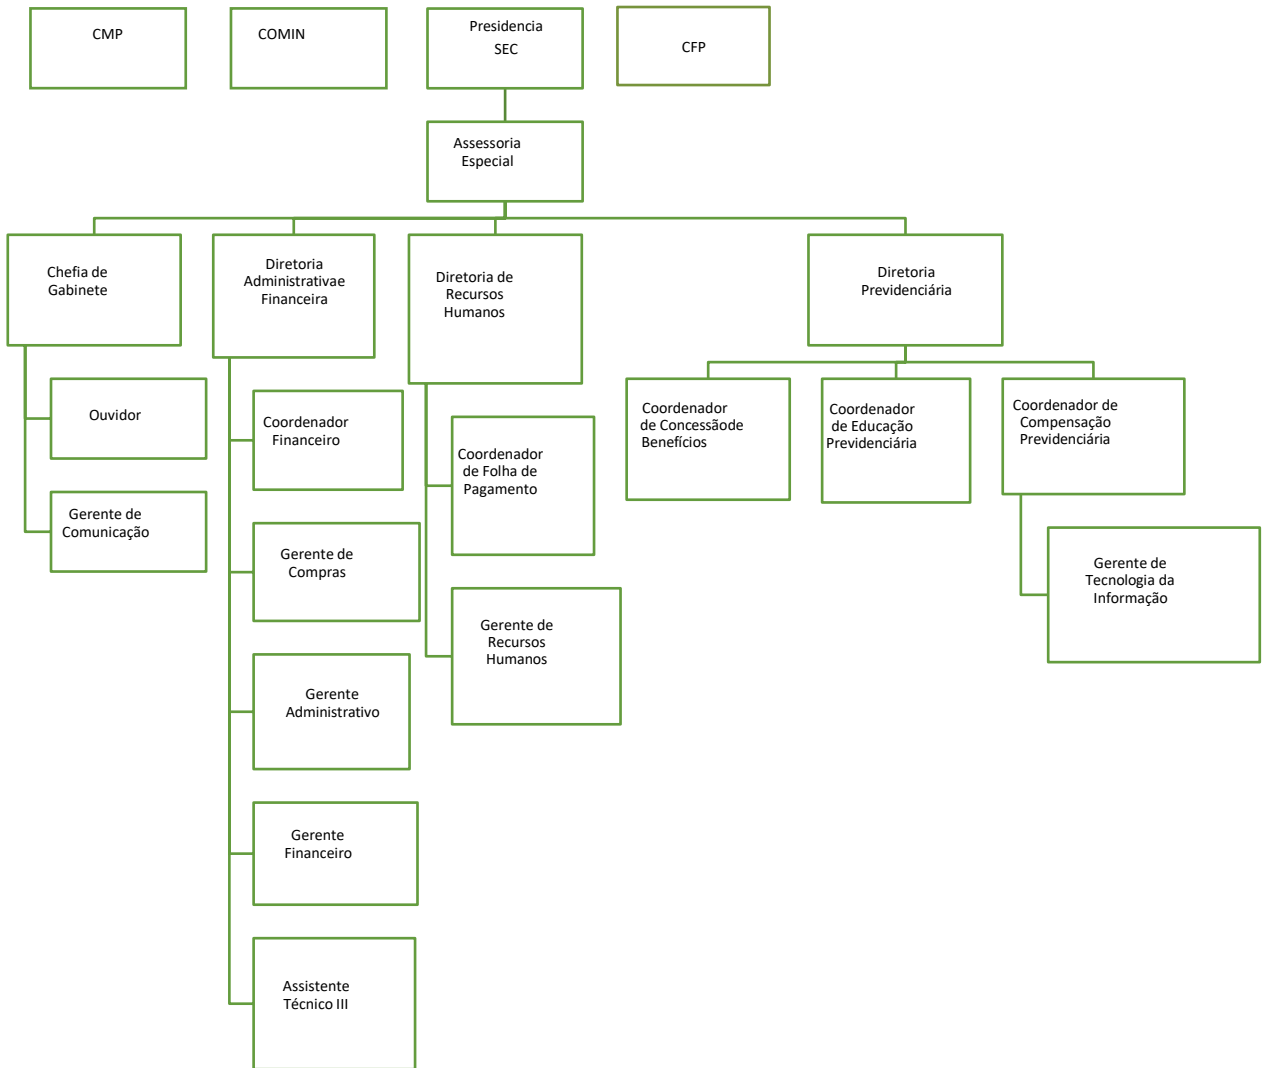 CMP
COMIN
Presidencia
SEC
CFP
Assessoria
Especial
Chefia de
Gabinete
Diretoria
Administrativae
Financeira
Diretoria de
Recursos
Humanos
Diretoria
Previdenciária
Ouvidor
Gerente de
Comunicação
Coordenador
Financeiro
Gerente de
Compras
Gerente
Administrativo
Gerente
Financeiro
Assistente
Técnico III
Coordenador
de Folha de
Pagamento
Gerente de
Recursos
Humanos
Coordenador
de Concessãode
Benefícios
Coordenador
de Educação
Previdenciária
Coordenador de
Compensação
Previdenciária
Gerente de
Tecnologia da
Informação